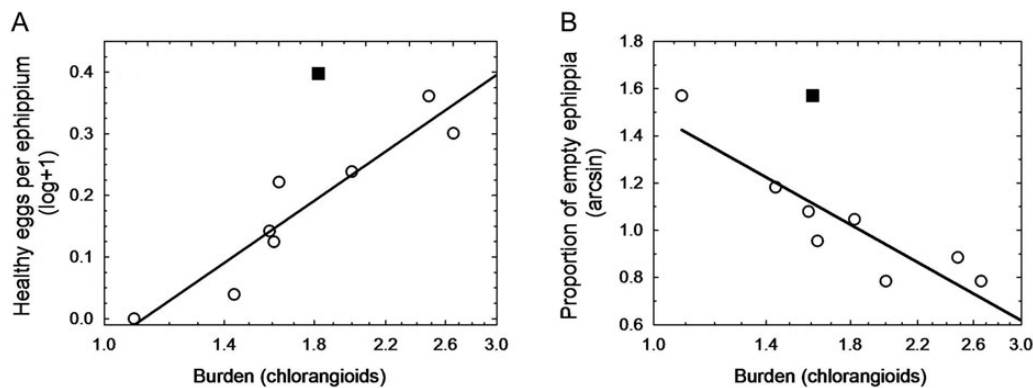 A
Healthy eggs per ephippium
(log+1)
0.4
0.3
0.2
0.1
0.0
1.0 1.4 1.8 2.2 2.6 3.0
Burden (chlorangioids)
B
Proportion of empty ephippia
(arcsin)
1.8
1.6
1.4
1.2
1.0
0.8
0.6
1.0 1.4 1.8 2.2 2.6 3.0
Burden (chlorangioids)